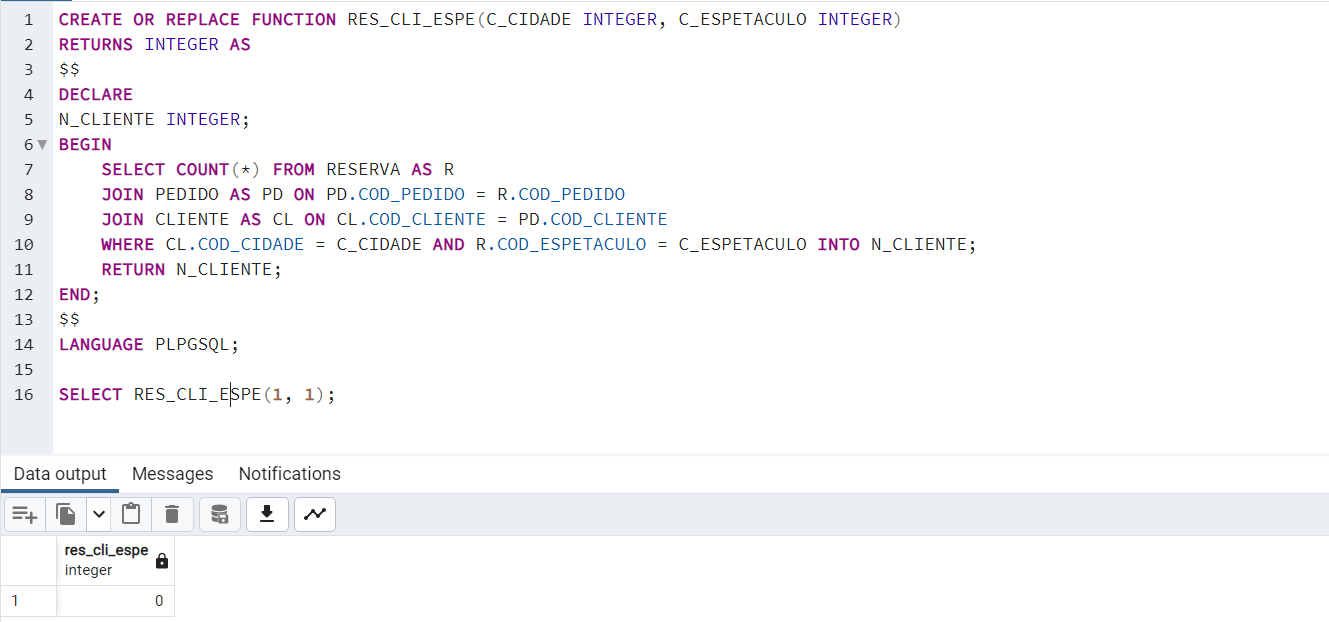 1 CREATE OR REPLACE FUNCTION RES_CLI_ESPE(C_CIDADE INTEGER, C_ESPETACULO INTEGER)
2 RETURNS INTEGER AS
3 $$
4 DECLARE
5 N_CLIENTE INTEGER;
6 BEGIN
7 SELECT COUNT(*) FROM RESERVA AS R
8 JOIN PEDIDO AS PD ON PD.COD_PEDIDO = R.COD_PEDIDO
9 JOIN CLIENTE AS CL ON CL.COD_CLIENTE = PD.COD_CLIENTE
10 WHERE CL.COD_CIDADE = C_CIDADE AND R.COD_ESPETACULO = C_ESPETACULO INTO N_CLIENTE;
11 RETURN N_CLIENTE;
12 END;
13 $$
14 LANGUAGE PLPGSQL;
15
16 SELECT RES_CLI_ESPE(1, 1);
Data output Messages Notifications
res_cli_espe
integer
1 0